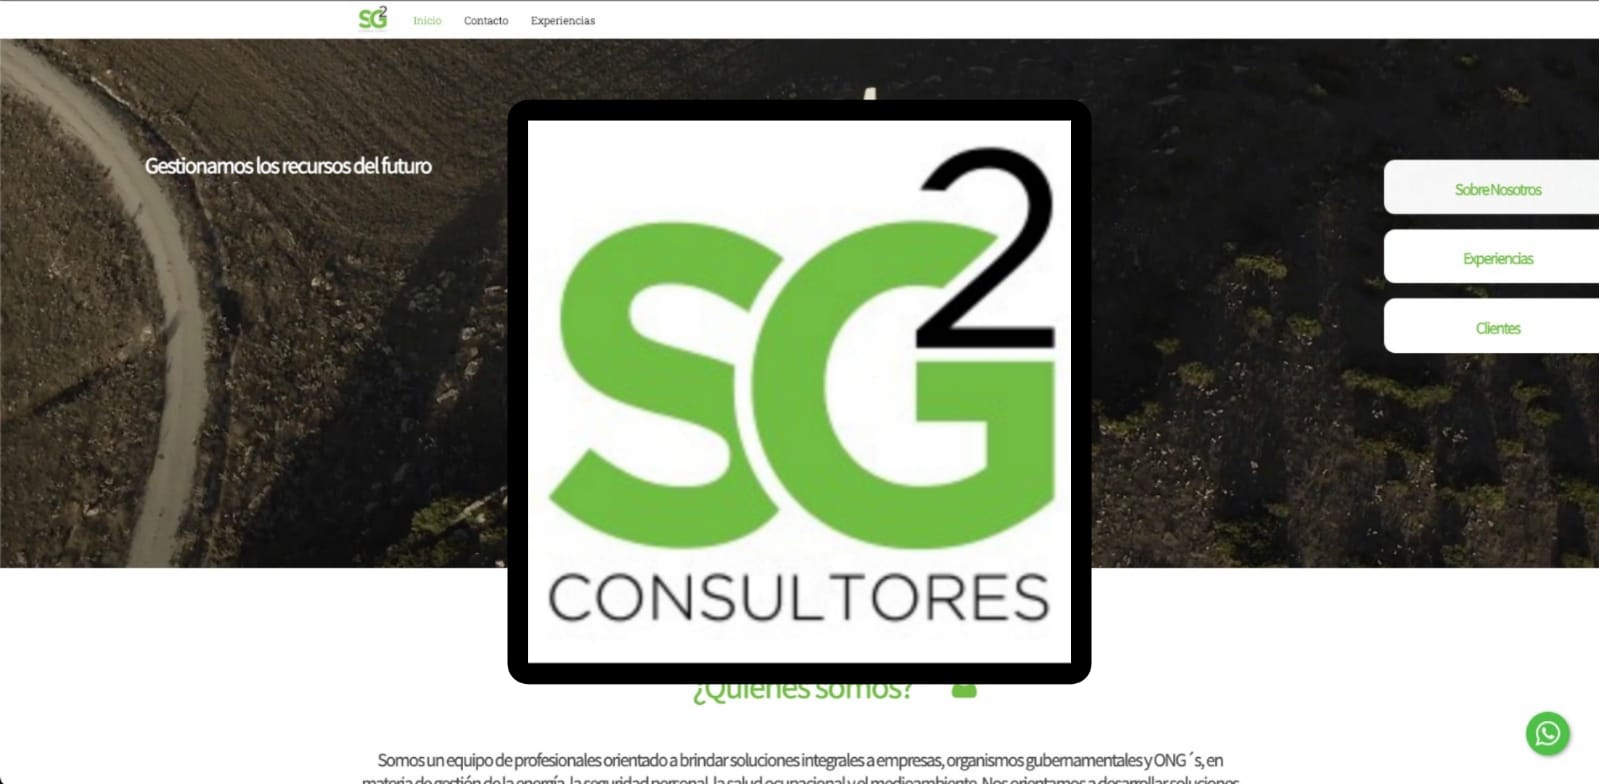 SG2
Inicio Contacto Experiencias
Gestionamos los recursos del futuro
Sobre Nosotros
Experiencias
Clientes
SG2
CONSULTORES
¿Quienes somos?
Somos un equipo de profesionales orientado a brindar soluciones integrales a empresas, organismos gubernamentales y ONG´s, en
materia de gestión de la energía, la seguridad personal, la salud ocupacional y el medioambiente. Nos orientamos a desarrollar soluciones